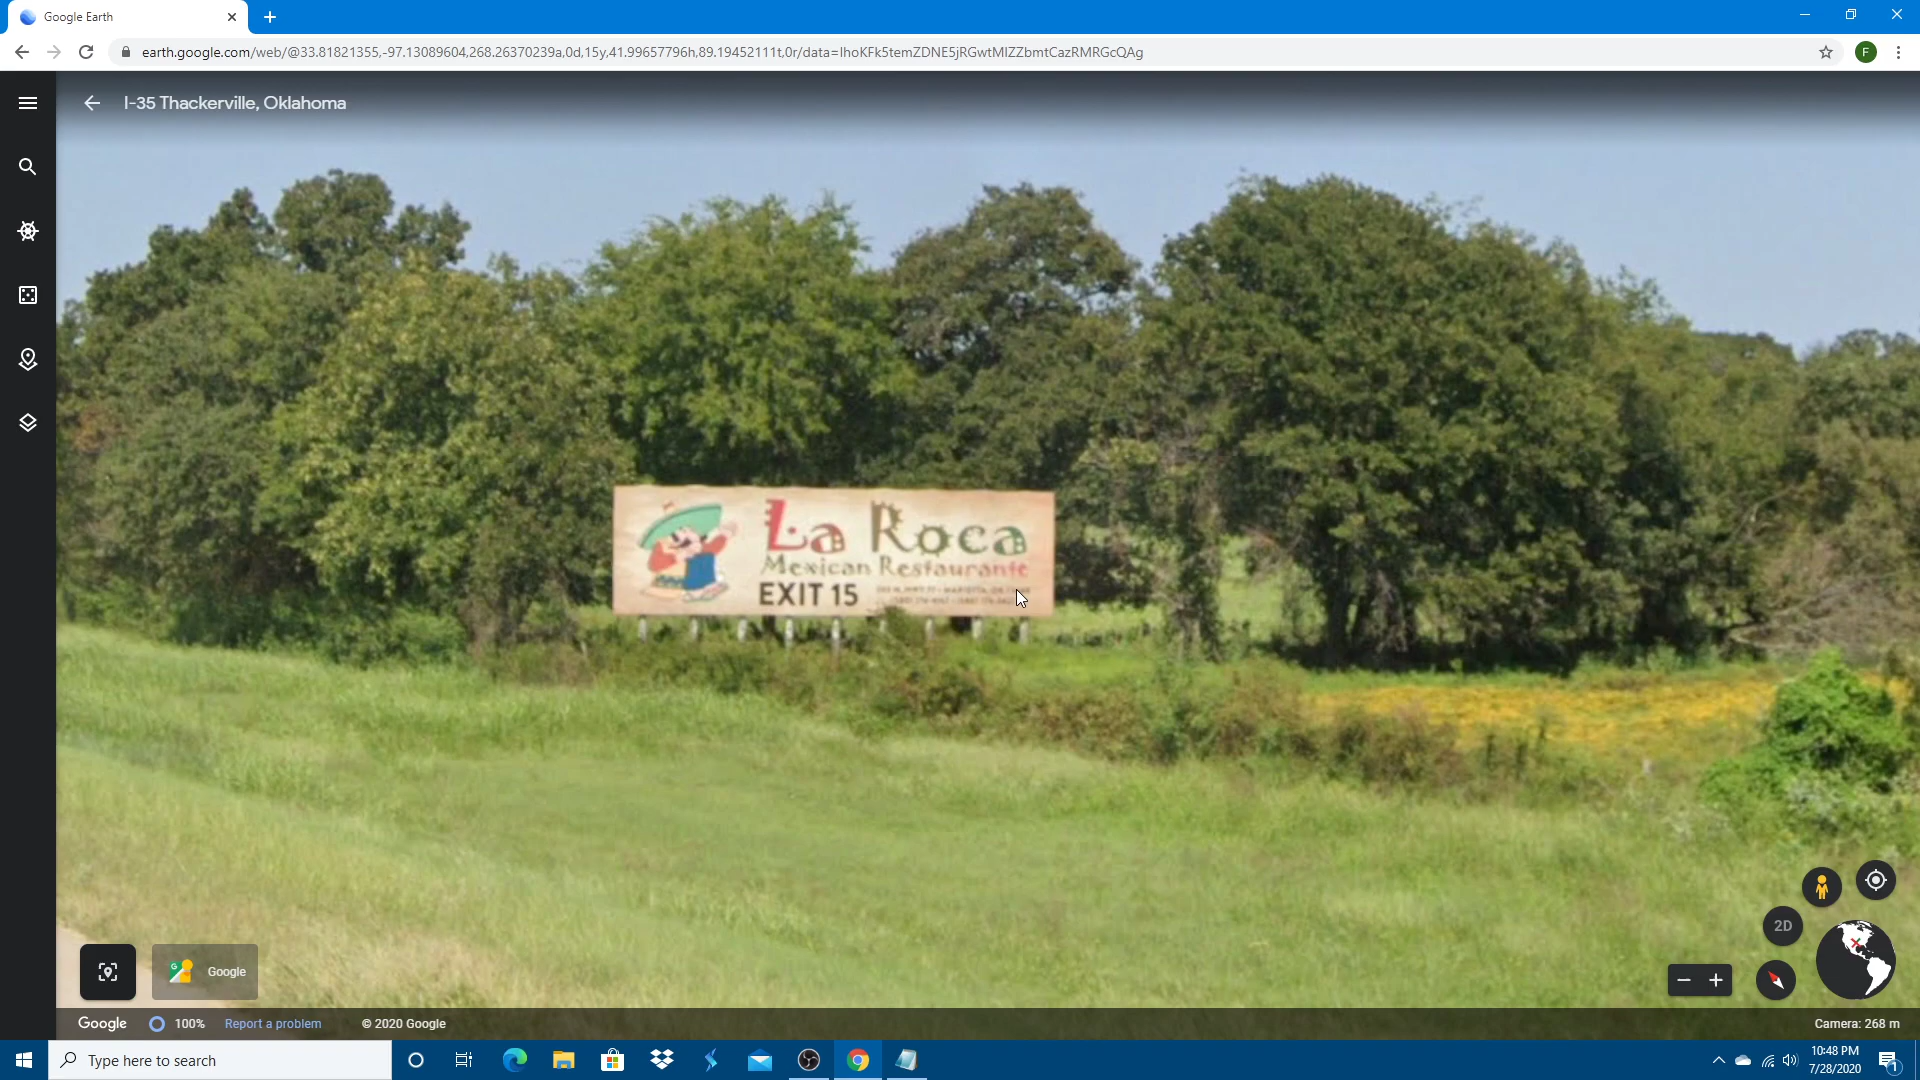 Google Earth
earth.google.com/web/@33.81821355,-97.13089604,268.26370239a,0d,15y,41.99657796h,89.19452111t,0r/data=IhoKFk5temZDNE5jRGwtMlZZbmtCazRMRGcQAg
F
I-35 Thackerville, Oklahoma
La Roca
Mexican Restaurante
EXIT 15
2D
Google
Google
100%
Report a problem
© 2020 Google
Camera: 268 m
Type here to search
10:48 PM
7/28/2020
1